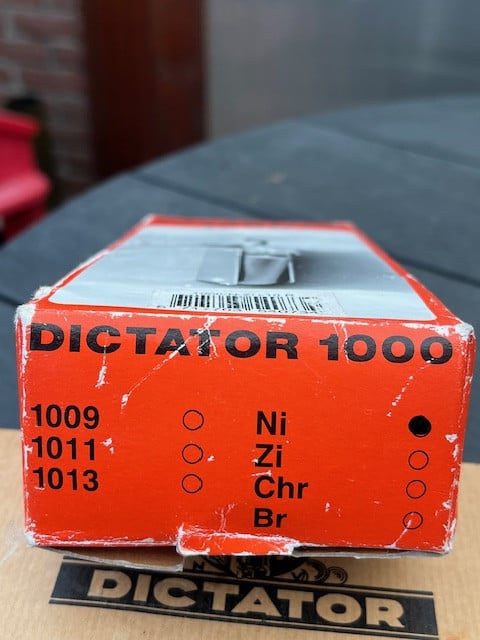 DICTATOR 1000
1009 Ni
1011 Zi
1013 Chr
Br
DICTATOR